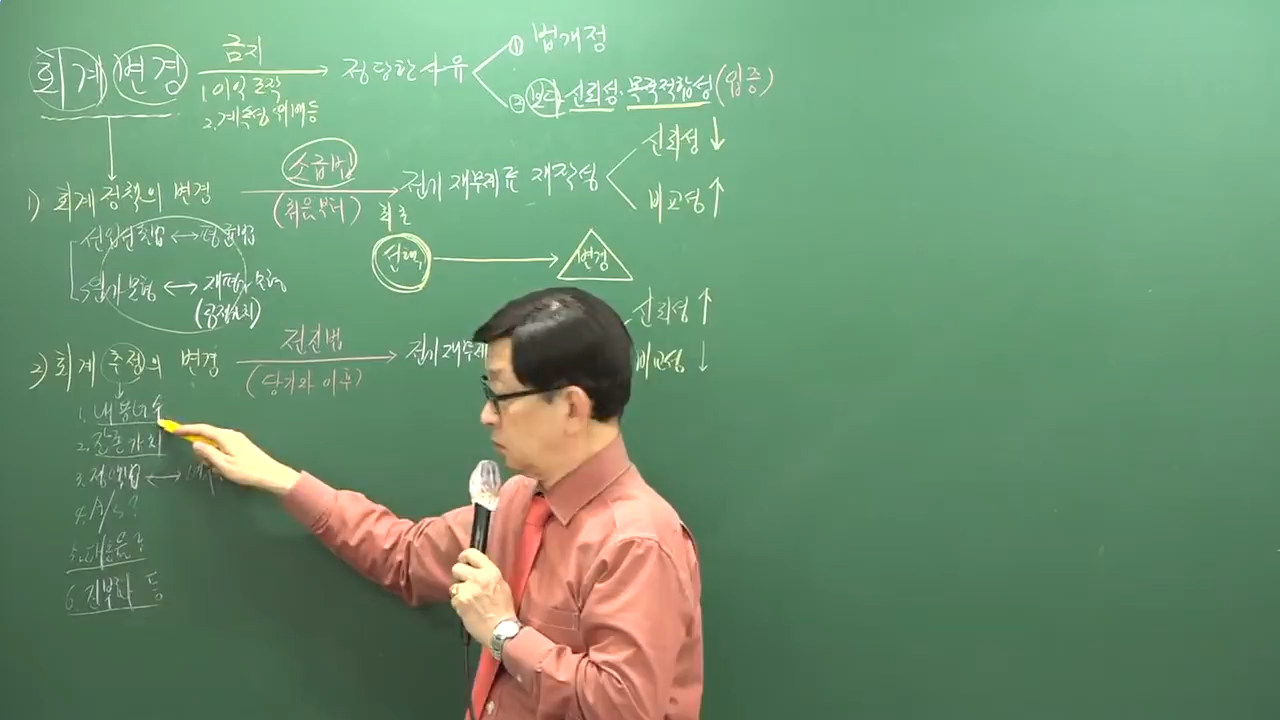 회계변경 금지 정당한 사유 ① 법개정
1. 이익조작
2. 계속성 위배 등
② 보다 신뢰성·목적적합성 (입증)
1) 회계정책의 변경 소급법 (처음부터) 전기 재무제표 재작성 신뢰성 ↓
비교성 ↑
선입선출법 ↔ 평균법
최초
선택 → 변경
원가모형 ↔ 재평가모형
(공정가치)
2) 회계추정의 변경 전진법 (당기와 이후) 전기 재무제 신뢰성 ↑
비교성 ↓
1. 내용년수
2. 잔존가치
3. 정액법 ↔
4. A/S?
5. 대손율?
6. 진부화 등